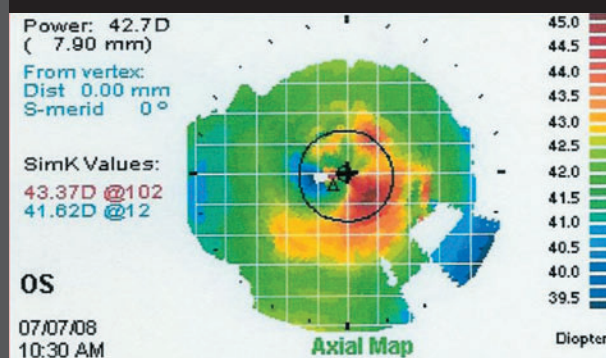 Power: 42.7D
( 7.90 mm)
From vertex:
Dist 0.00 mm
S-merid 0°
SimK Values:
43.37D @102
41.62D @12
OS
07/07/08
10:30 AM
Axial Map
45.0
44.5
44.0
43.5
43.0
42.5
42.0
41.5
41.0
40.5
40.0
39.5
Diopter